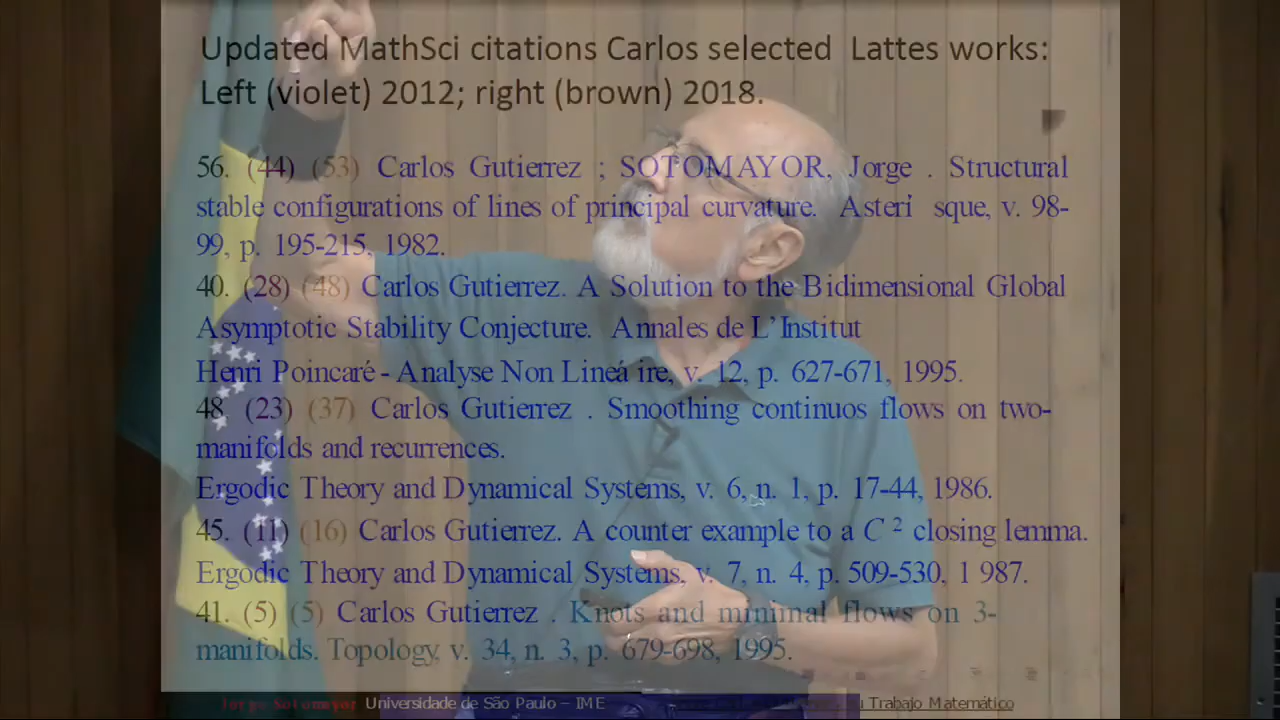 Updated MathSci citations Carlos selected Lattes works:
Left (violet) 2012; right (brown) 2018.
56. (44) (53) Carlos Gutierrez ; SOTOMAYOR, Jorge . Structural
stable configurations of lines of principal curvature. Asteri sque, v. 98-
99, p. 195-215, 1982.
40. (28) (48) Carlos Gutierrez. A Solution to the Bidimensional Global
Asymptotic Stability Conjecture. Annales de L’Institut
Henri Poincaré - Analyse Non Lineá ire, v. 12, p. 627-671, 1995.
48. (23) (37) Carlos Gutierrez . Smoothing continuos flows on two-
manifolds and recurrences.
Ergodic Theory and Dynamical Systems, v. 6, n. 1, p. 17-44, 1986.
45. (11) (16) Carlos Gutierrez. A counter example to a C 2 closing lemma.
Ergodic Theory and Dynamical Systems, v. 7, n. 4, p. 509-530, 1 987.
41. (5) (5) Carlos Gutierrez . Knots and minimal flows on 3-
manifolds. Topology, v. 34, n. 3, p. 679-698, 1995.
Jorge Sotomayor Universidade de São Paulo – IME Trabajo Matemático